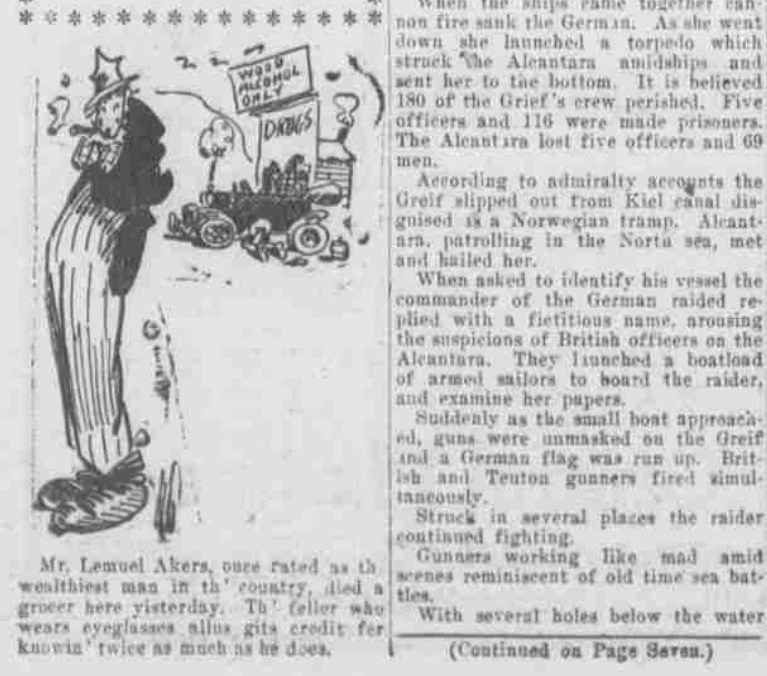 * * * * * * * * * * * * * * * * *
WOOD
ALCOHOL
ONLY
DRUGS
Mr. Lemuel Akers, once rated as th
wealthiest man in th' country, died a
grocer here yisterday. Th' feller who
wears eyeglasses allus gits credit fer
knowin' twice as much as he does.
When the ships came together can-
non fire sank the German. As she went
down she launched a torpedo which
struck the Alcantara amidships and
sent her to the bottom. It is believed
180 of the Grief's crew perished. Five
officers and 116 were made prisoners.
The Alcantara lost five officers and 69
men.
According to admiralty accounts the
Greif slipped out from Kiel canal dis-
guised as a Norwegian tramp. Alcant-
ara, patrolling in the North sea, met
and hailed her.
When asked to identify his vessel the
commander of the German raided re-
plied with a fictitious name, arousing
the suspicions of British officers on the
Alcantara. They launched a boatload
of armed sailors to board the raider,
and examine her papers.
Suddenly as the small boat approach-
ed, guns were unmasked on the Greif
and a German flag was run up. Brit-
ish and Teuton gunners fired simul-
taneously.
Struck in several places the raider
continued fighting.
Gunners working like mad amid
scenes reminiscent of old time sea bat-
tles.
With several holes below the water
(Continued on Page Seven.)